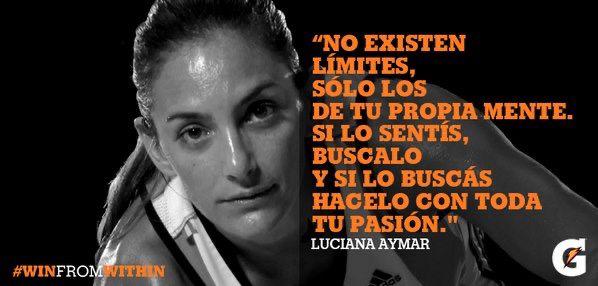 “NO EXISTEN
LÍMITES,
SÓLO LOS
DE TU PROPIA MENTE.
SI LO SENTÍS,
BUSCALO
Y SI LO BUSCÁS
HACELO CON TODA
TU PASIÓN."
LUCIANA AYMAR
#WINFROMWITHIN
G